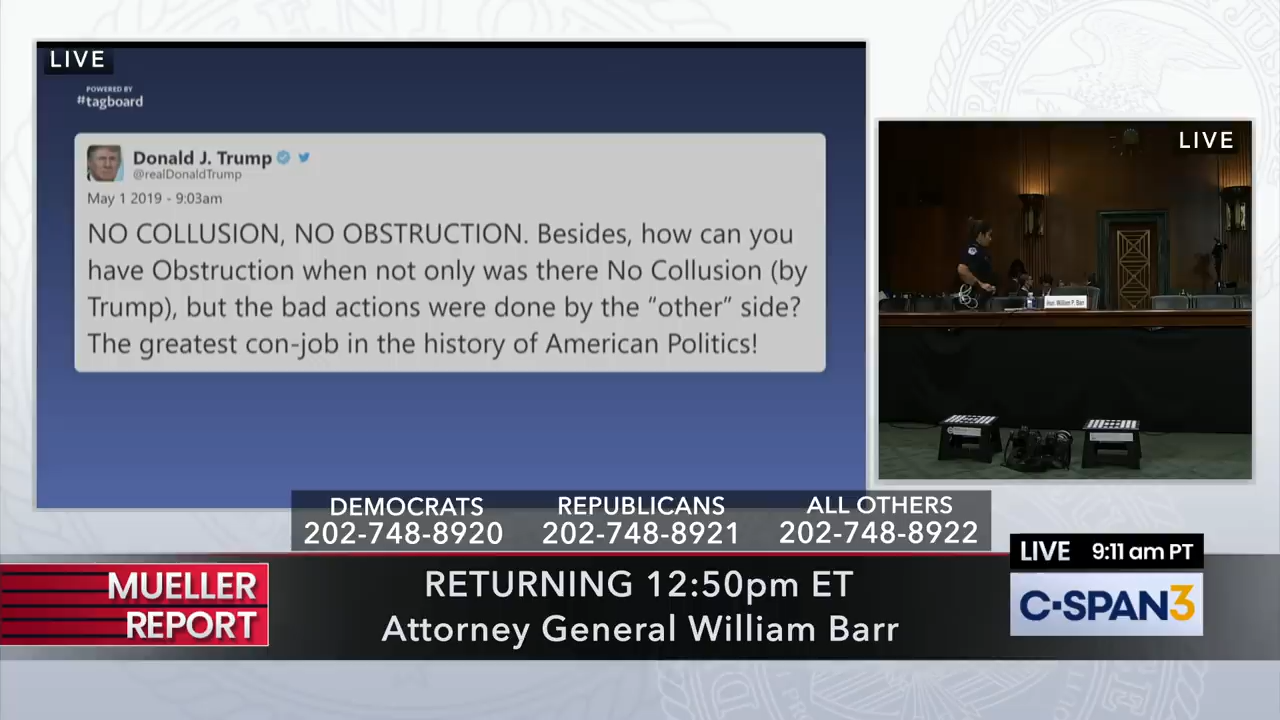 LIVE
POWERED BY
#tagboard
Donald J. Trump
@realDonaldTrump
May 1 2019 - 9:03am
NO COLLUSION, NO OBSTRUCTION. Besides, how can you
have Obstruction when not only was there No Collusion (by
Trump), but the bad actions were done by the “other” side?
The greatest con-job in the history of American Politics!
LIVE
Hon. William P. Barr
DEMOCRATS
202-748-8920
REPUBLICANS
202-748-8921
ALL OTHERS
202-748-8922
MUELLER
REPORT
RETURNING 12:50pm ET
Attorney General William Barr
LIVE 9:11 am PT
C-SPAN3